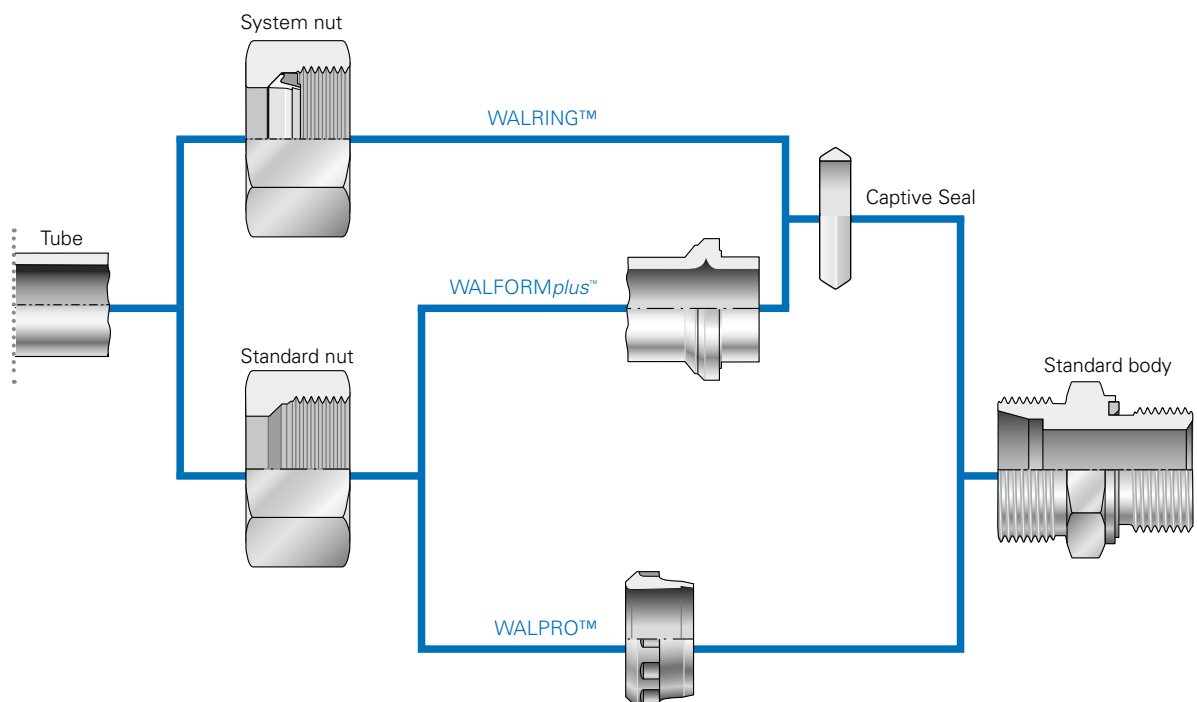 System nut
WALRING™
Captive Seal
Tube
WALFORMplus™
Standard nut
Standard body
WALPRO™